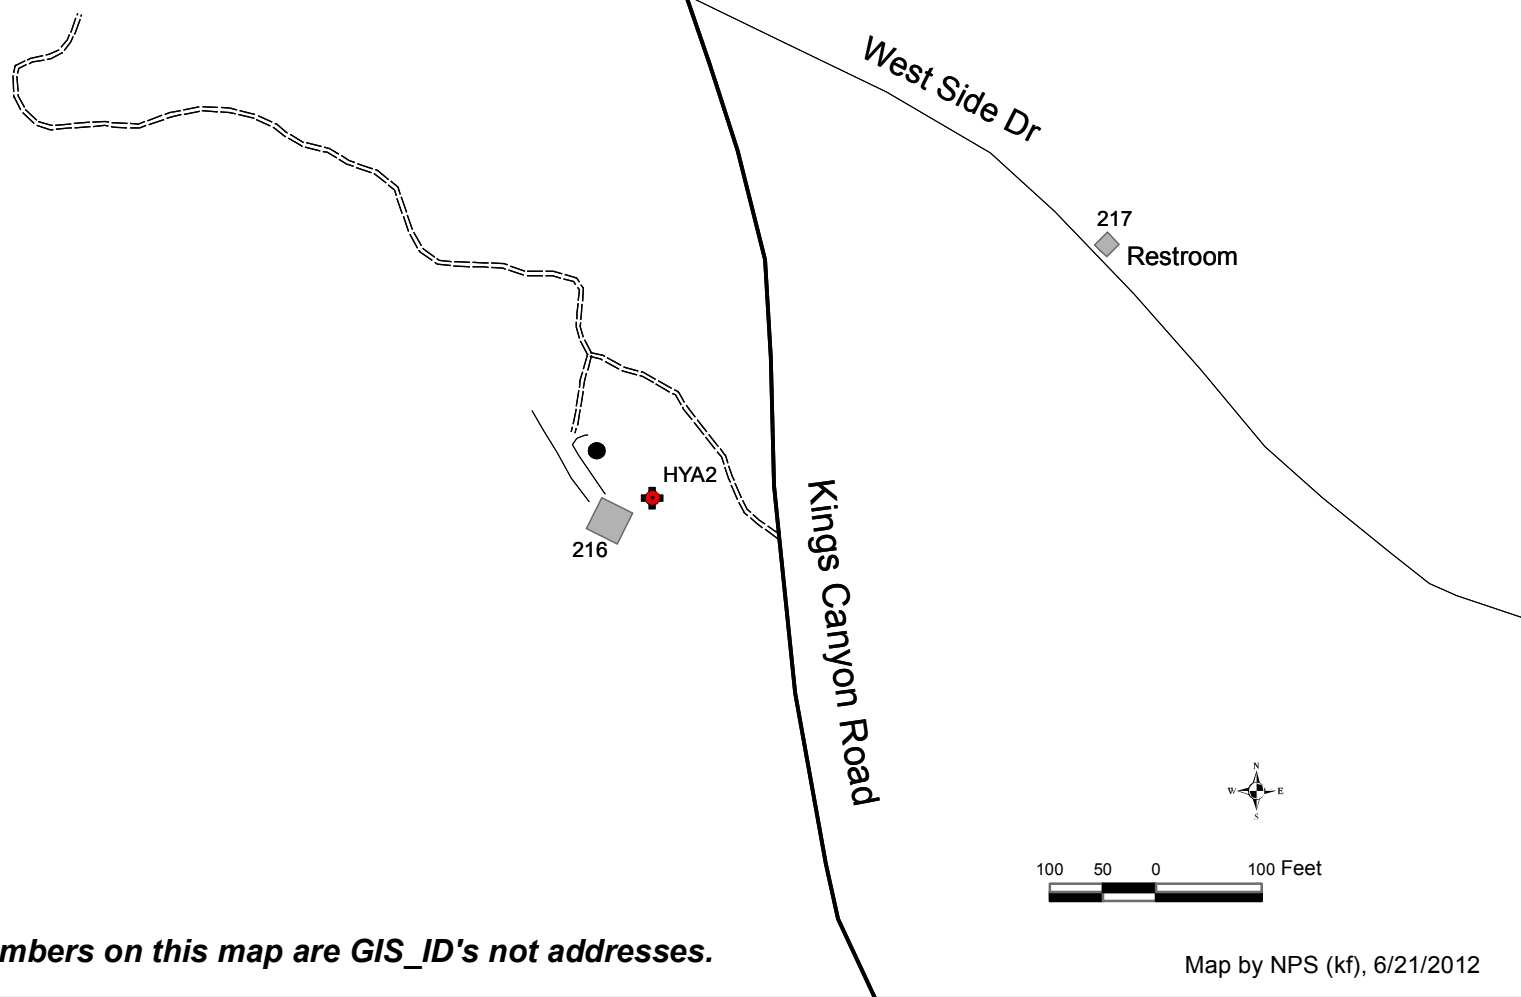 West Side Dr
217
Restroom
HYA2
216
Kings Canyon Road
N
W E
S
100 50 0 100 Feet
mbers on this map are GIS_ID's not addresses.
Map by NPS (kf), 6/21/2012